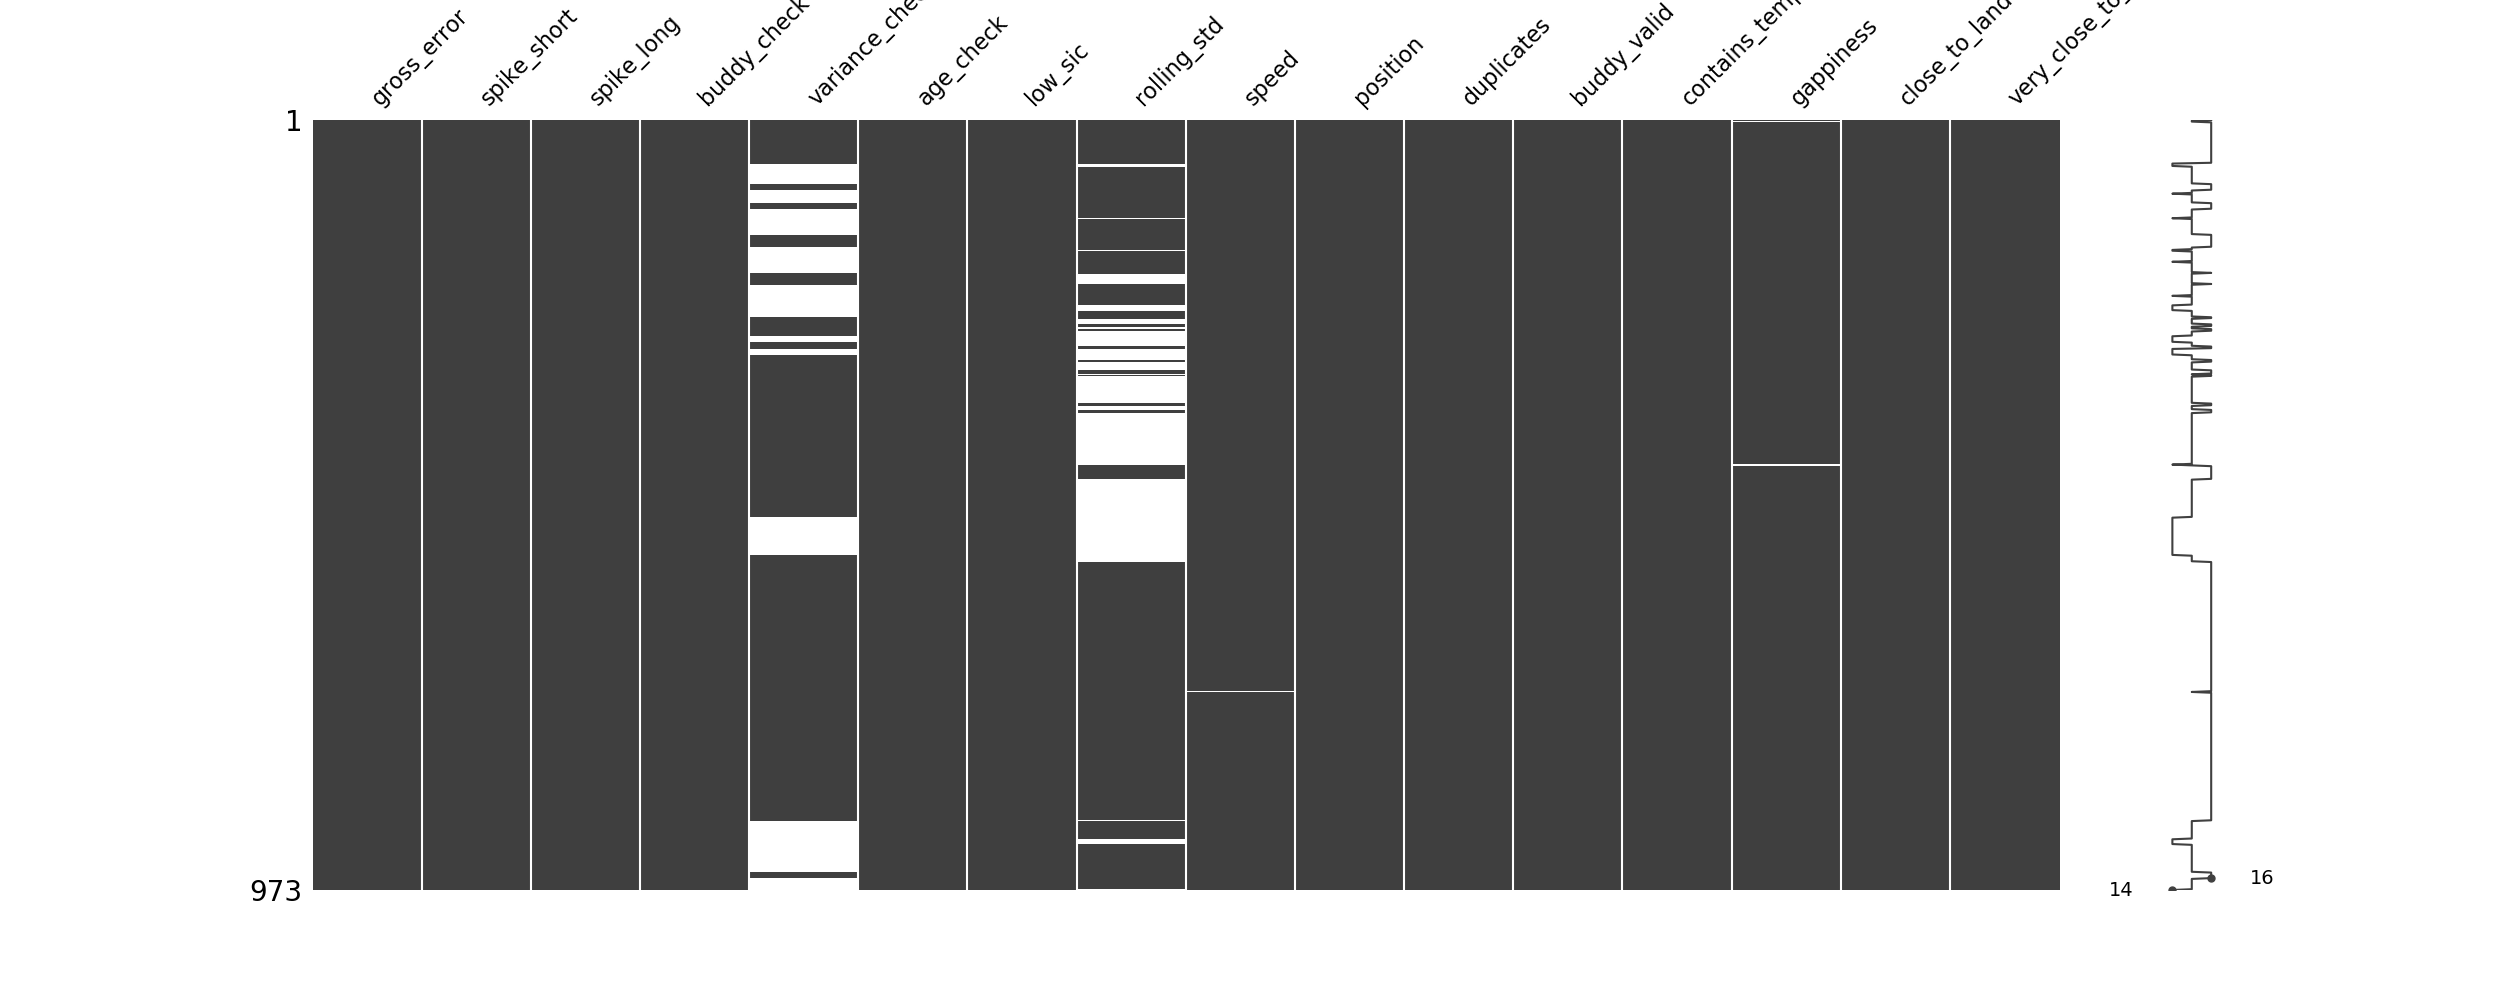 gross_error
spike_short
spike_long
buddy_check
variance_che
age_check
low_sic
rolling_std
speed
position
duplicates
buddy_valid
contains_temp
gappiness
close_to_land
very_close_to_
1
973
14
16